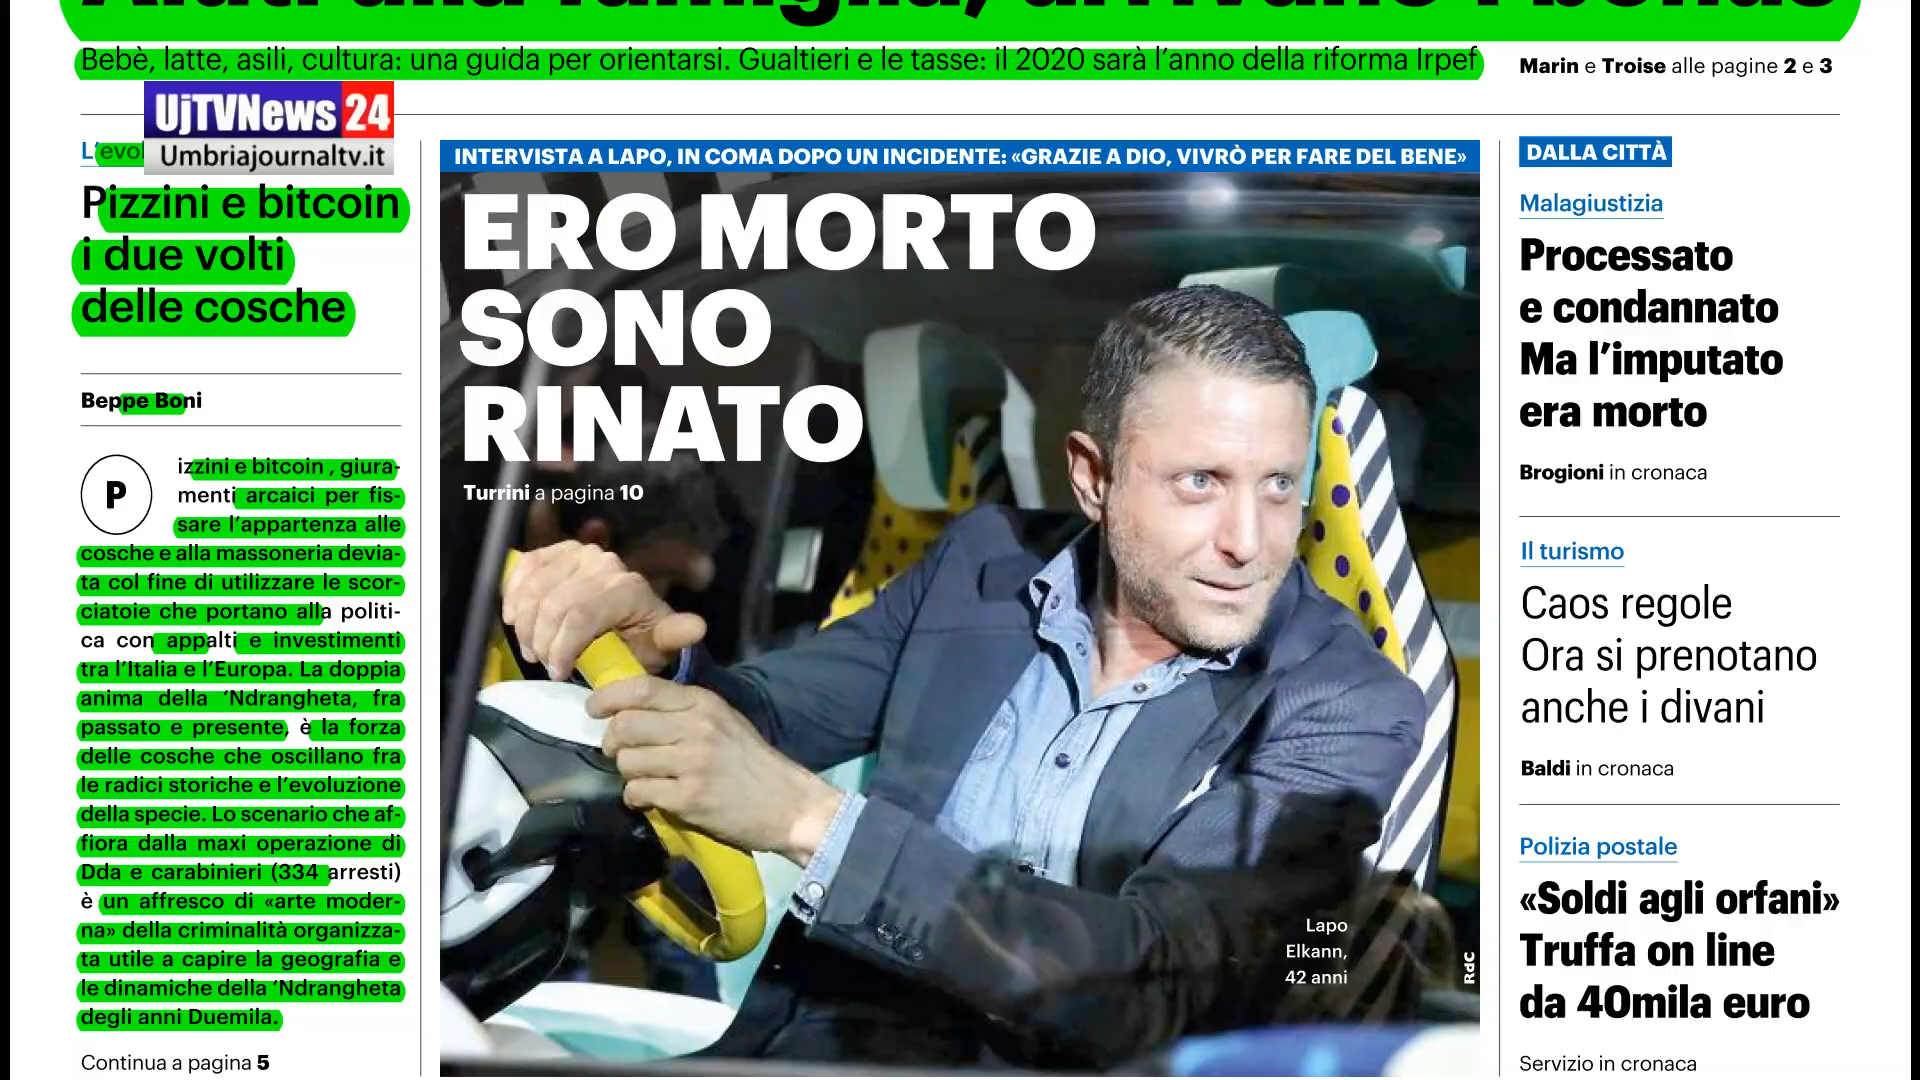 Aiuti alla famiglia, arrivano i bonus
Bebè, latte, asili, cultura: una guida per orientarsi. Gualtieri e le tasse: il 2020 sarà l'anno della riforma Irpef
Marin e Troise alle pagine 2 e 3
UjTVNews 24
Umbriajournaltv.it
Pizzini e bitcoin
i due volti
delle cosche
Beppe Boni
P
izzini e bitcoin , giura-
menti arcaici per fis-
sare l'appartenza alle
cosche e alla massoneria devia-
ta col fine di utilizzare le scor-
ciatoie che portano alla politi-
ca con appalti e investimenti
tra l'Italia e l'Europa. La doppia
anima della 'Ndrangheta, fra
passato e presente, è la forza
delle cosche che oscillano fra
le radici storiche e l'evoluzione
della specie. Lo scenario che af-
fiora dalla maxi operazione di
Dda e carabinieri (334 arresti)
è un affresco di «arte moder-
na» della criminalità organizza-
ta utile a capire la geografia e
le dinamiche della 'Ndrangheta
degli anni Duemila.
Continua a pagina 5
INTERVISTA A LAPO, IN COMA DOPO UN INCIDENTE: «GRAZIE A DIO, VIVRÒ PER FARE DEL BENE»
ERO MORTO
SONO
RINATO
Turrini a pagina 10
Lapo
Elkann,
42 anni
RdC
DALLA CITTÀ
Malagiustizia
Processato
e condannato
Ma l'imputato
era morto
Brogioni in cronaca
Il turismo
Caos regole
Ora si prenotano
anche i divani
Baldi in cronaca
Polizia postale
«Soldi agli orfani»
Truffa on line
da 40mila euro
Servizio in cronaca